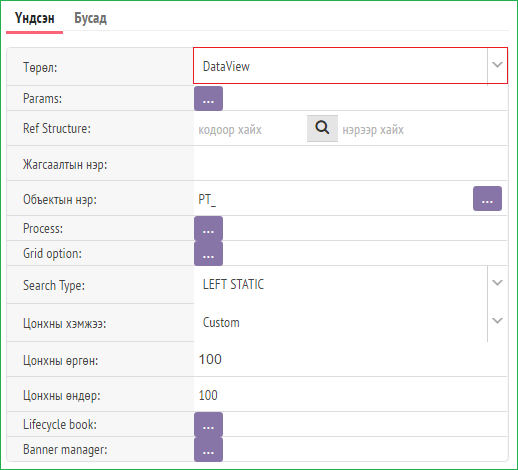 Үндсэн Бусад
Төрөл: DataView
Params: ...
Ref Structure: кодоор хайх нэрээр хайх
Жагсаалтын нэр:
Объектын нэр: PT_ ...
Process: ...
Grid option: ...
Search Type: LEFT STATIC
Цонхны хэмжээ: Custom
Цонхны өргөн: 100
Цонхны өндөр: 100
Lifecycle book: ...
Banner manager: ...